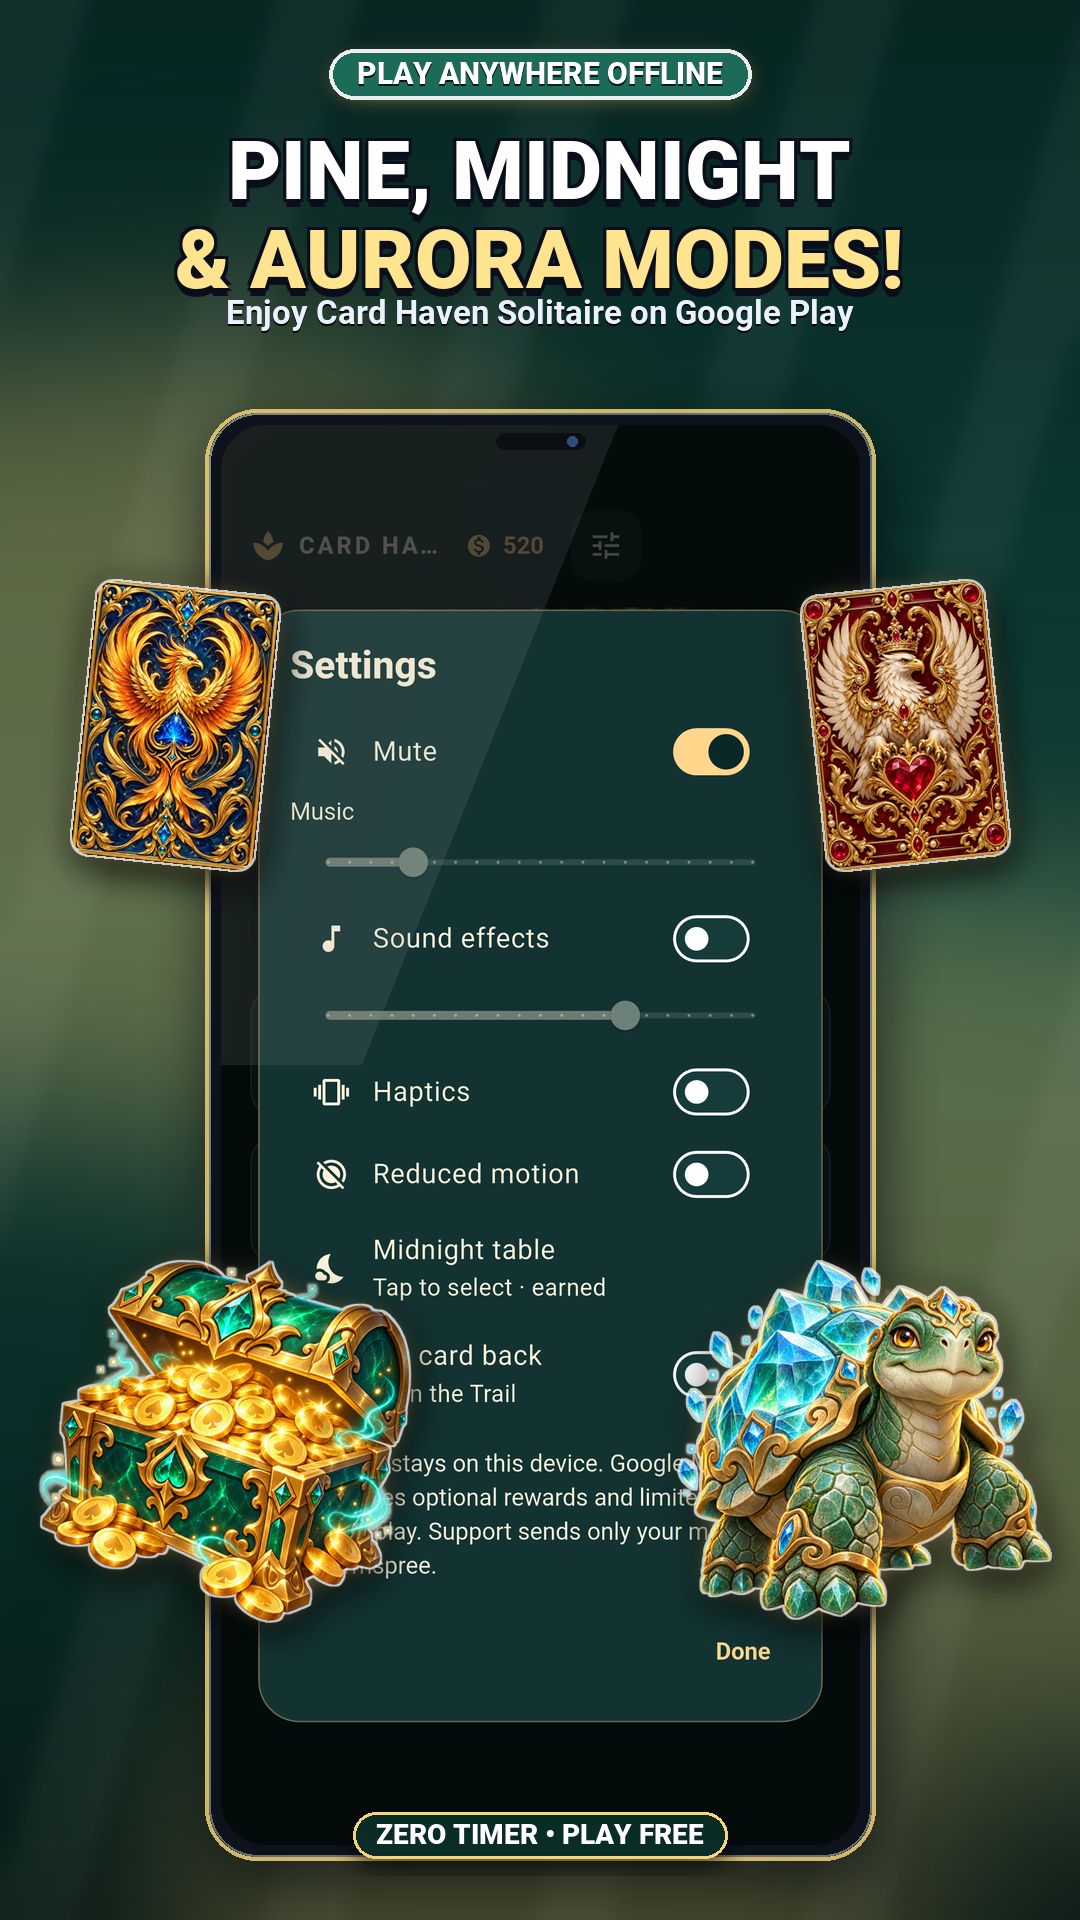 PLAY ANYWHERE OFFLINE
PINE, MIDNIGHT
& AURORA MODES!
Enjoy Card Haven Solitaire on Google Play
CARD HA... 520
Settings
Mute
Music
Sound effects
Haptics
Reduced motion
Midnight table
Tap to select · earned
card back
n the Trail
stays on this device. Google
es optional rewards and limite
lay. Support sends only your m
mspree.
Done
ZERO TIMER • PLAY FREE